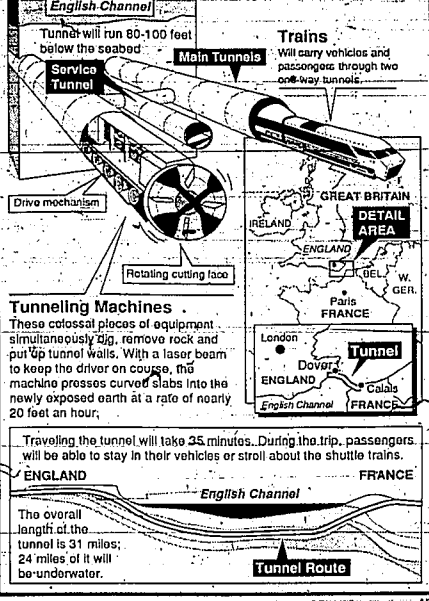 English Channel
Tunnel will run 80-100 feet
below the seabed
Service
Tunnel
Main Tunnels
Trains
Will carry vehicles and
passengers through two
one-way tunnels.
Drive mechanism
Rotating cutting face
GREAT BRITAIN
IRELAND
DETAIL
AREA
ENGLAND
BEL.
W.
GER.
Paris
FRANCE
London
Tunnel
Dover
ENGLAND
Calais
English Channel
FRANCE
Tunneling Machines
These colossal pieces of equipment
simultaneously dig, remove rock and
put up tunnel walls. With a laser beam
to keep the driver on course, the
machine presses curved slabs into the
newly exposed earth at a rate of nearly
20 feet an hour.
Traveling the tunnel will take 35 minutes. During the trip, passengers
will be able to stay in their vehicles or stroll about the shuttle trains.
ENGLAND
FRANCE
English Channel
The overall
length of the
tunnel is 31 miles;
24 miles of it will
be underwater.
Tunnel Route